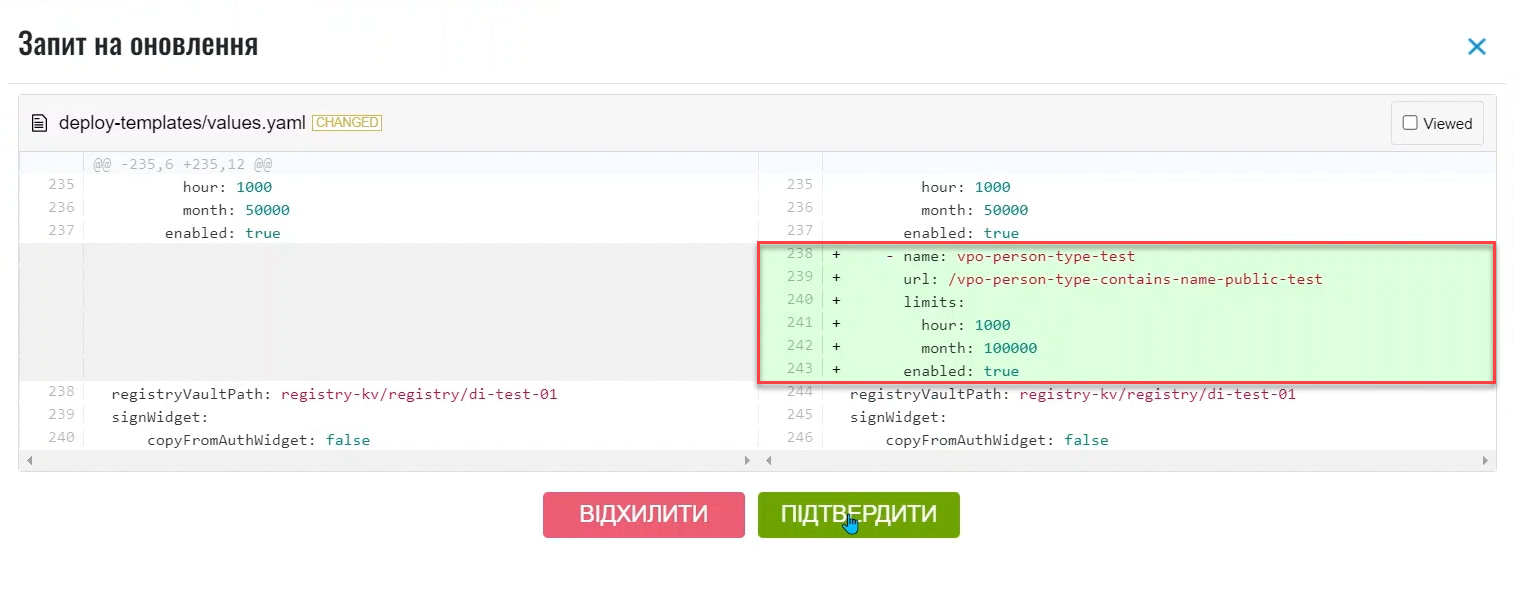 Запит на оновлення
deploy-templates/values.yaml CHANGED
Viewed
@@ -235,6 +235,12 @@
235 hour: 1000
236 month: 50000
237 enabled: true
238 registryVaultPath: registry-kv/registry/di-test-01
239 signWidget:
240 copyFromAuthWidget: false
235 hour: 1000
236 month: 50000
237 enabled: true
238 + - name: vpo-person-type-test
239 + url: /vpo-person-type-contains-name-public-test
240 + limits:
241 + hour: 1000
242 + month: 100000
243 + enabled: true
244 registryVaultPath: registry-kv/registry/di-test-01
245 signWidget:
246 copyFromAuthWidget: false
ВІДХИЛИТИ
ПІДТВЕРДИТИ